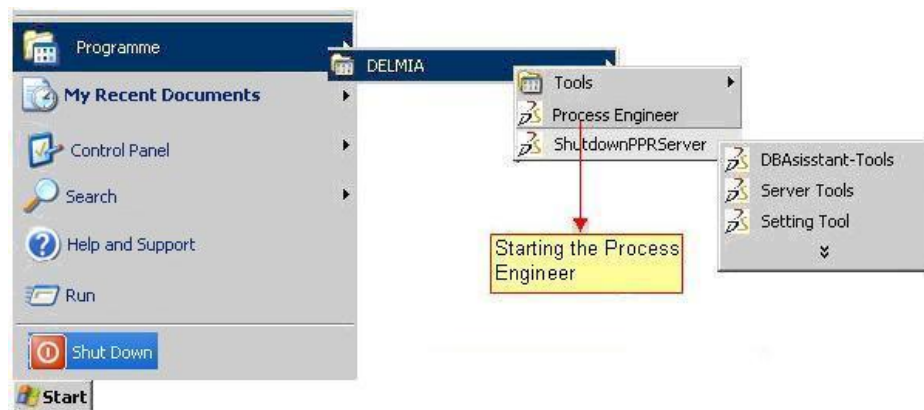 Programme
My Recent Documents
Control Panel
Search
Help and Support
Run
Shut Down
Start
DELMIA
Tools
Process Engineer
ShutdownPPRServer
DBAsisstant-Tools
Server Tools
Setting Tool
Starting the Process
Engineer